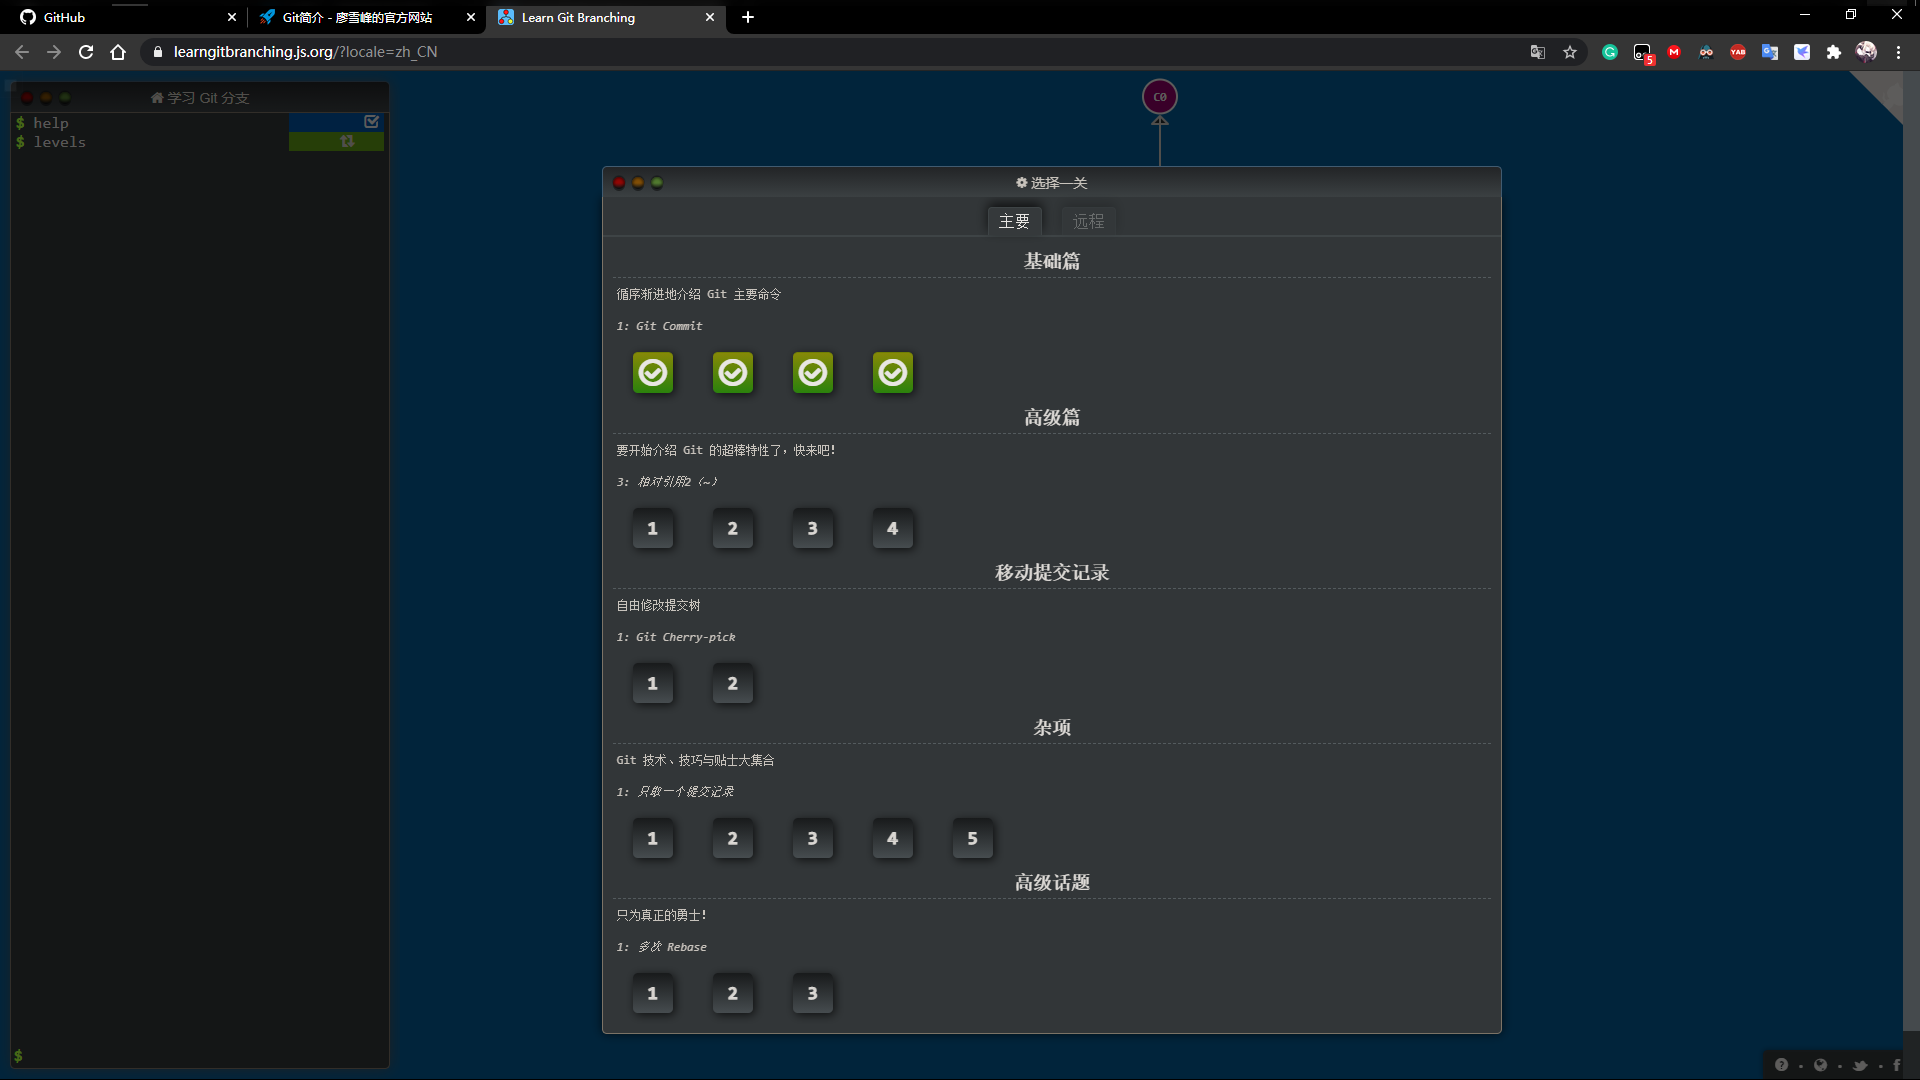 GitHub
Git简介 - 廖雪峰的官方网站
Learn Git Branching
learngitbranching.js.org/?locale=zh_CN
5
YAB
学习 Git 分支
$ help
$ levels
$
C0
选择一关
主要
远程
基础篇
循序渐进地介绍 Git 主要命令
1: Git Commit
高级篇
要开始介绍 Git 的超棒特性了，快来吧！
3: 相对引用2（~）
1 2 3 4
移动提交记录
自由修改提交树
1: Git Cherry-pick
1 2
杂项
Git 技术、技巧与贴士大集合
1: 只取一个提交记录
1 2 3 4 5
高级话题
只为真正的勇士！
1: 多次 Rebase
1 2 3